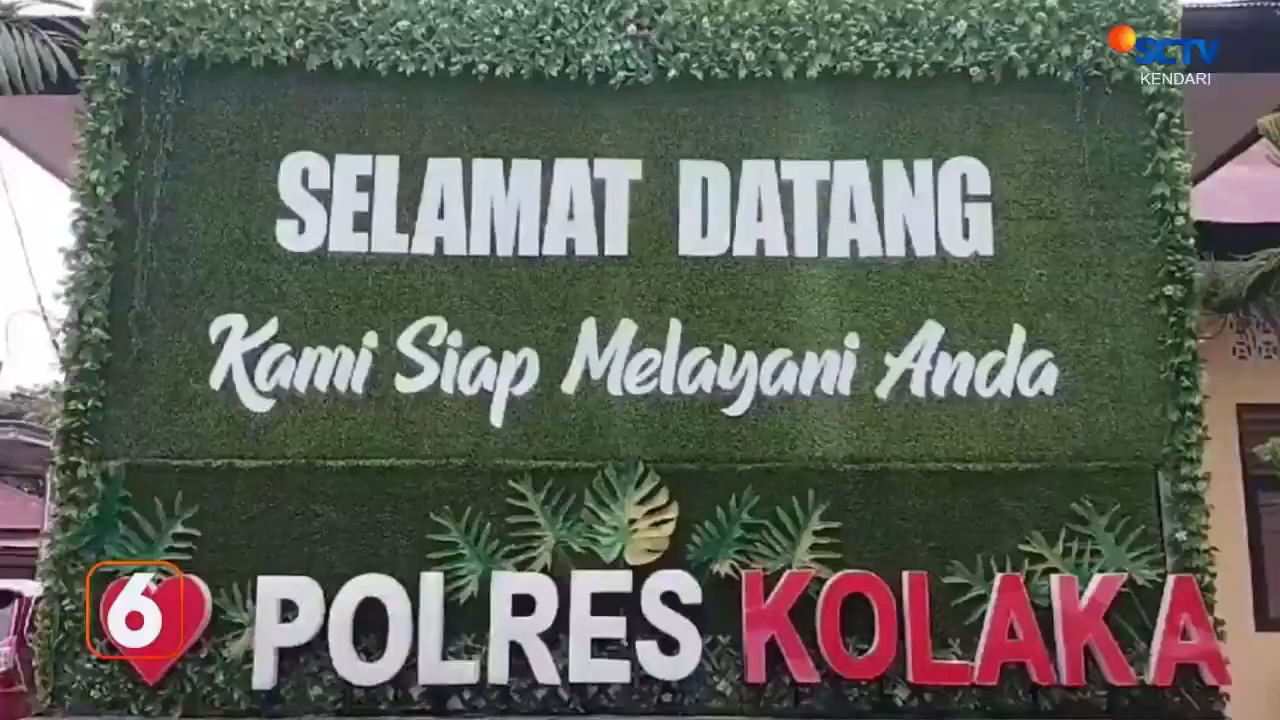 SCTV
KENDARI
SELAMAT DATANG
Kami Siap Melayani Anda
6
POLRES KOLAKA